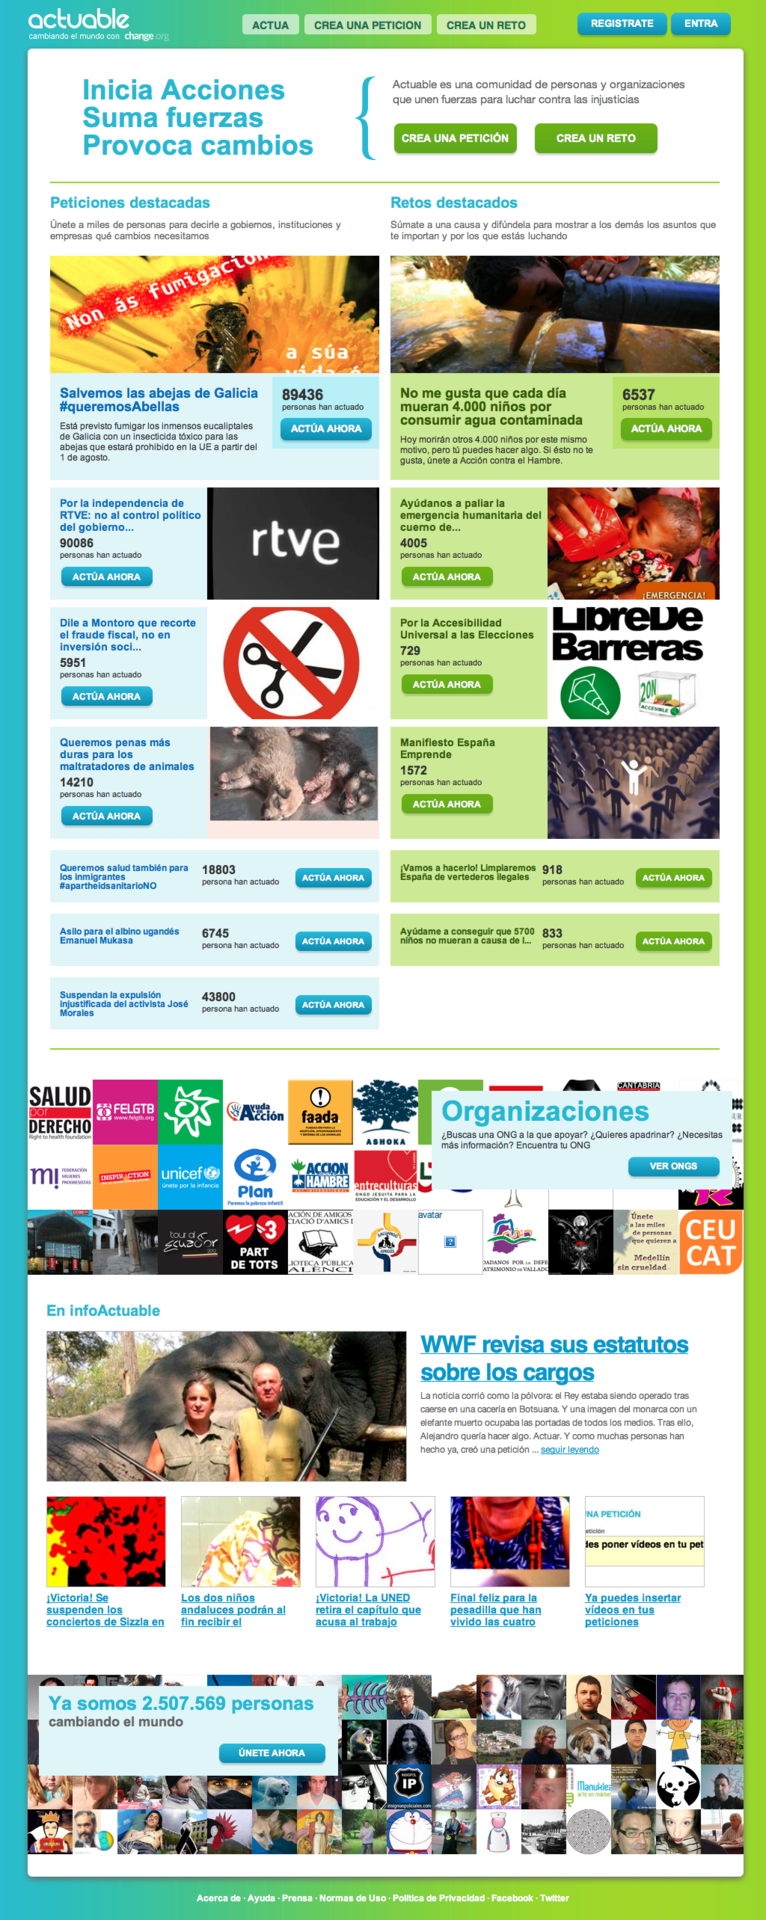 actuable
cambiando el mundo con change.org
ACTUA
CREA UNA PETICION
CREA UN RETO
REGISTRATE
ENTRA
Inicia Acciones
Suma fuerzas
Provoca cambios
Actuable es una comunidad de personas y organizaciones
que unen fuerzas para luchar contra las injusticias
CREA UNA PETICIÓN
CREA UN RETO
Peticiones destacadas
Únete a miles de personas para decirle a gobiernos, instituciones y
empresas qué cambios necesitamos
Non ás fumigacion
a súa
vida é
Salvemos las abejas de Galicia
#queremosAbellas
Está previsto fumigar los inmensos eucaliptales
de Galicia con un insecticida tóxico para las
abejas que estará prohibido en la UE a partir del
1 de agosto.
89436
personas han actuado
ACTÚA AHORA
Por la independencia de
RTVE: no al control político
del gobierno...
90086
personas han actuado
ACTÚA AHORA
rtve
Dile a Montoro que recorte
el fraude fiscal, no en
inversión soci...
5951
personas han actuado
ACTÚA AHORA
Queremos penas más
duras para los
maltratadores de animales
14210
personas han actuado
ACTÚA AHORA
Queremos salud también para
los inmigrantes
#apartheidsanitarioNO
18803
persona han actuado
ACTÚA AHORA
Asilo para el albino ugandés
Emanuel Mukasa
6745
persona han actuado
ACTÚA AHORA
Suspendan la expulsión
injustificada del activista José
Morales
43800
persona han actuado
ACTÚA AHORA
Retos destacados
Súmate a una causa y difúndela para mostrar a los demás los asuntos que
te importan y por los que estás luchando
No me gusta que cada día
mueran 4.000 niños por
consumir agua contaminada
Hoy morirán otros 4.000 niños por este mismo
motivo, pero tú puedes hacer algo. Si ésto no te
gusta, únete a Acción contra el Hambre.
6537
personas han actuado
ACTÚA AHORA
Ayúdanos a paliar la
emergencia humanitaria del
cuerno de...
4005
personas han actuado
ACTÚA AHORA
¡EMERGENCIA!
Por la Accesibilidad
Universal a las Elecciones
729
personas han actuado
ACTÚA AHORA
LibreDe
Barreras
20N
ACCESIBLE
Manifiesto España
Emprende
1572
personas han actuado
ACTÚA AHORA
¡Vamos a hacerlo! Limpiaremos
España de vertederos ilegales
918
personas han actuado
ACTÚA AHORA
Ayúdame a conseguir que 5700
niños no mueran a causa de l...
833
personas han actuado
ACTÚA AHORA
SALUD
por
DERECHO
Right to health foundation
FELGTB
www.felgtb.org
Ayuda en
Acción
faada
ASHOKA
CANTABRIA
Organizaciones
¿Buscas una ONG a la que apoyar? ¿Quieres apadrinar? ¿Necesitas
más información? Encuentra tu ONG
VER ONGS
m!
FEDERACIÓN
MUJERES
PROGRESISTAS
INSPIRACTION
unicef
únete por la infancia
Plan
ACCION
HAMBRE
entreculturas
ONGD JESUITA PARA LA
EDUCACIÓN Y EL DESARROLLO
tour d
ecuador
3
PART
DE TOTS
avatar
Únete
a las miles
de personas
que quieren a
Medellín
sin crueldad
CEU
CAT
En infoActuable
WWF revisa sus estatutos
sobre los cargos
La noticia corrió como la pólvora: el Rey estaba siendo operado tras
caerse en una cacería en Botsuana. Y una imagen del monarca con un
elefante muerto ocupaba las portadas de todos los medios. Tras ello,
Alejandro quería hacer algo. Actuar. Y como muchas personas han
hecho ya, creó una petición ... seguir leyendo
UNA PETICIÓN
etición
des poner vídeos en tu pet
¡Victoria! Se
suspenden los
conciertos de Sizzla en
Los dos niños
andaluces podrán al
fin recibir el
¡Victoria! La UNED
retira el capítulo que
acusa al trabajo
Final feliz para la
pesadilla que han
vivido las cuatro
Ya puedes insertar
vídeos en tus
peticiones
Ya somos 2.507.569 personas
cambiando el mundo
ÚNETE AHORA
IP
Manuklea
Acerca de · Ayuda · Prensa · Normas de Uso · Politica de Privacidad · Facebook · Twitter